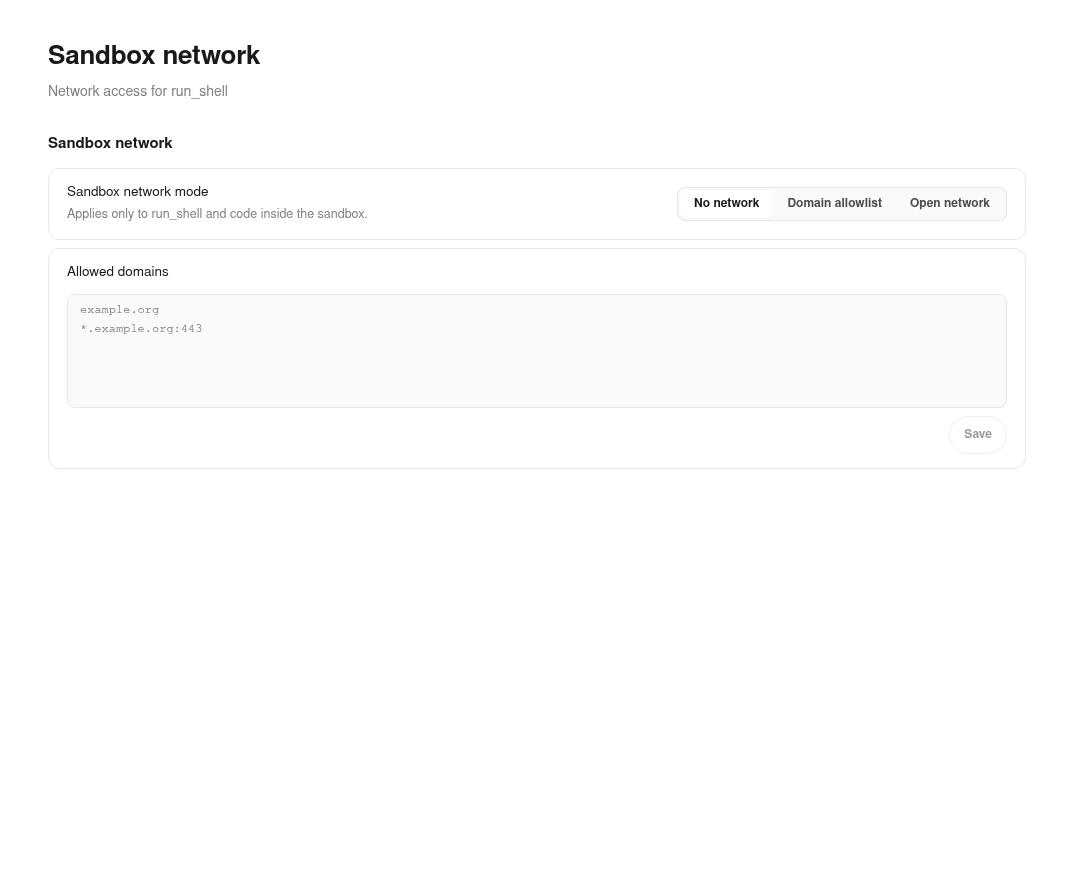 Sandbox network
Network access for run_shell
Sandbox network
Sandbox network mode
Applies only to run_shell and code inside the sandbox.
No network
Domain allowlist
Open network
Allowed domains
example.org
*.example.org:443
Save